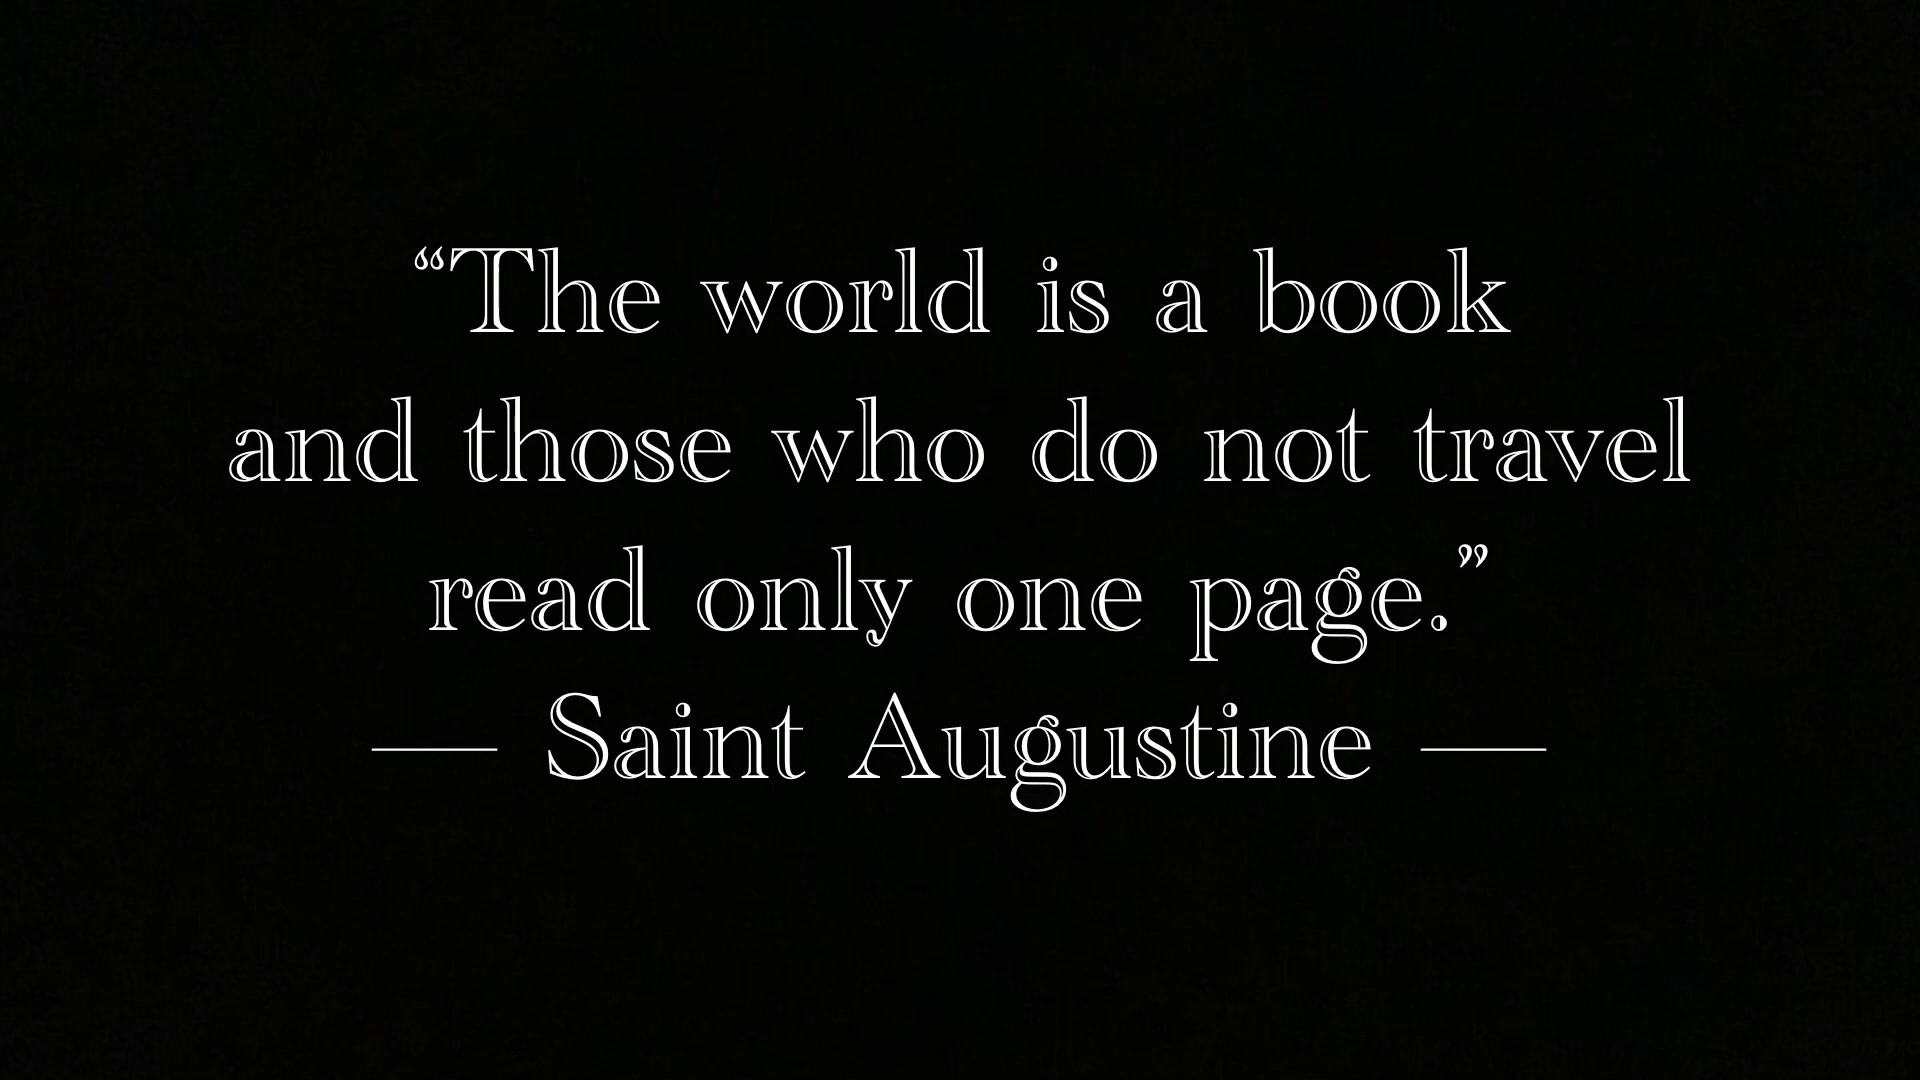 “The world is a book
and those who do not travel
read only one page.”
— Saint Augustine —